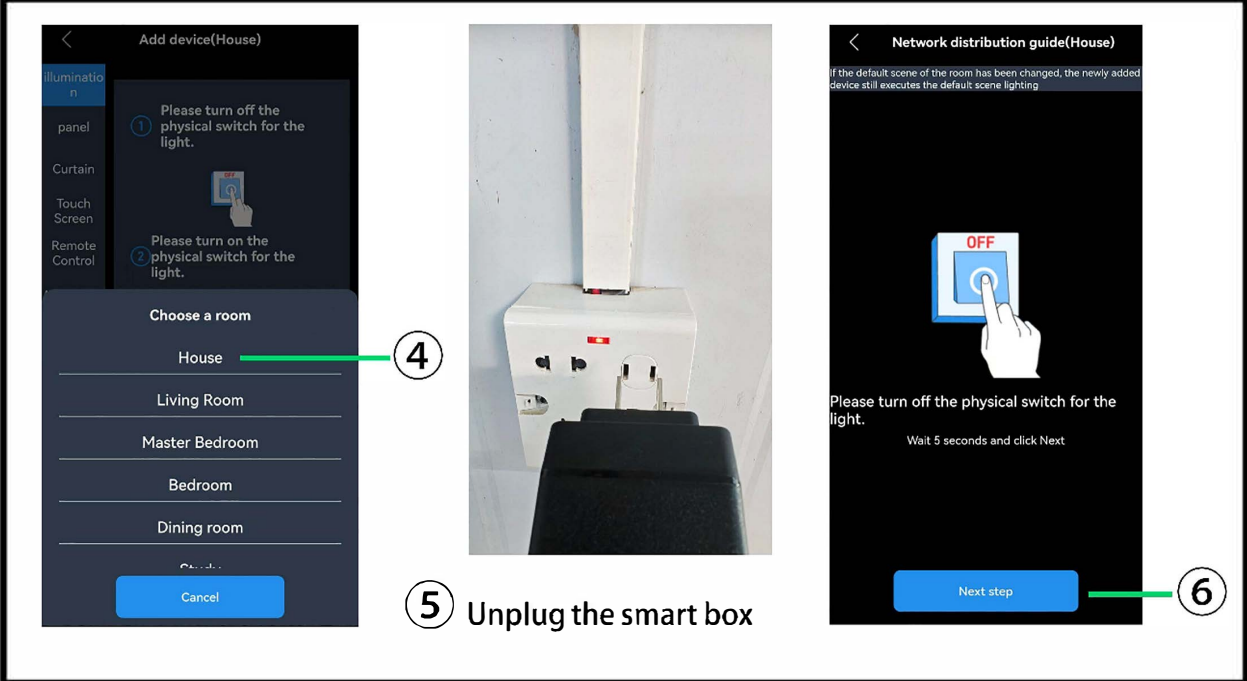 Add device(House)
illuminatio
n
panel
Curtain
Touch
Screen
Remote
Control
1
Please turn off the
physical switch for the
light.
OFF
2
Please turn on the
physical switch for the
light.
Choose a room
House
Living Room
Master Bedroom
Bedroom
Dining room
Cancel
4
5 Unplug the smart box
Network distribution guide(House)
If the default scene of the room has been changed, the newly added
device still executes the default scene lighting
OFF
Please turn off the physical switch for the
light.
Wait 5 seconds and click Next
Next step
6